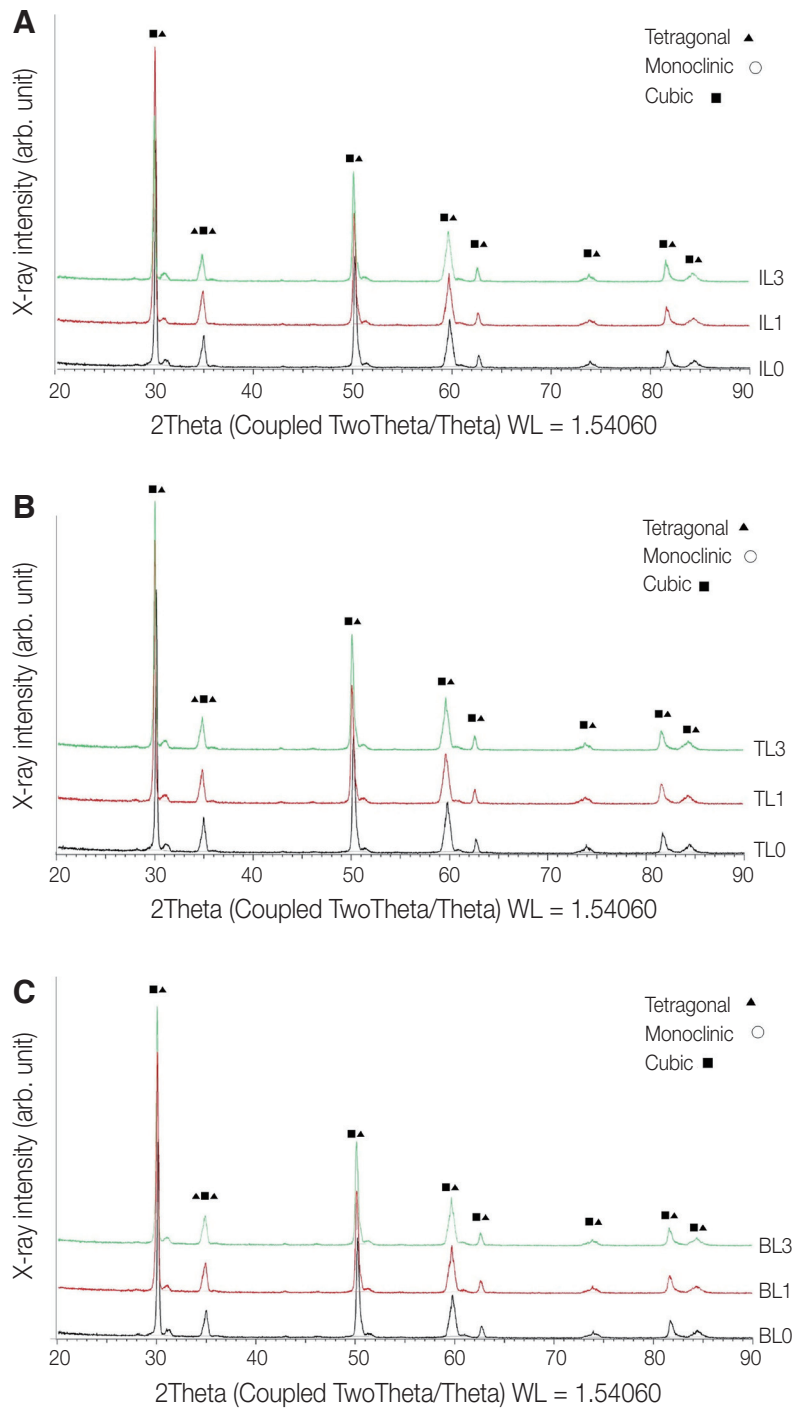 A
X-ray intensity (arb. unit)
Tetragonal ▲
Monoclinic ○
Cubic ■
■▲
▲■▲
■▲
■▲
■▲
■▲
■▲
■▲
IL3
IL1
IL0
20 30 40 50 60 70 80 90
2Theta (Coupled TwoTheta/Theta) WL = 1.54060
B
X-ray intensity (arb. unit)
Tetragonal ▲
Monoclinic ○
Cubic ■
■▲
▲■▲
■▲
■▲
■▲
■▲
■▲
■▲
TL3
TL1
TL0
20 30 40 50 60 70 80 90
2Theta (Coupled TwoTheta/Theta) WL = 1.54060
C
X-ray intensity (arb. unit)
Tetragonal ▲
Monoclinic ○
Cubic ■
■▲
▲■▲
■▲
■▲
■▲
■▲
■▲
■▲
BL3
BL1
BL0
20 30 40 50 60 70 80 90
2Theta (Coupled TwoTheta/Theta) WL = 1.54060